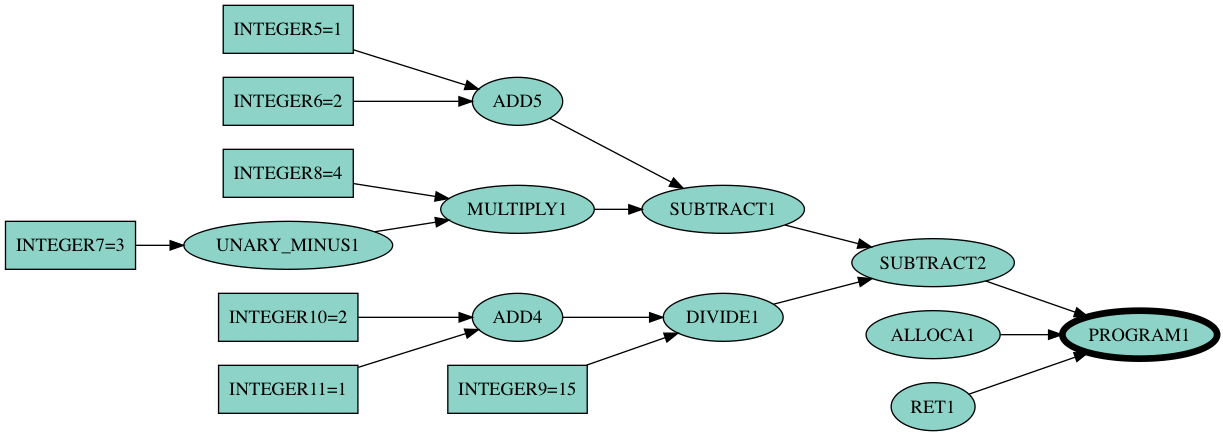 INTEGER5=1
INTEGER6=2
ADD5
INTEGER8=4
MULTIPLY1
SUBTRACT1
INTEGER7=3
UNARY_MINUS1
SUBTRACT2
INTEGER10=2
ADD4
DIVIDE1
ALLOCA1
PROGRAM1
INTEGER11=1
INTEGER9=15
RET1